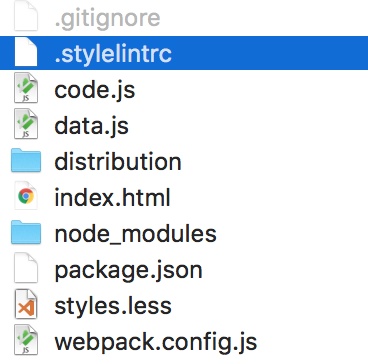 .gitignore
.stylelintrc
code.js
data.js
distribution
index.html
node_modules
package.json
styles.less
webpack.config.js